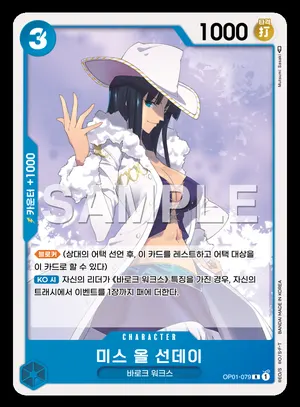 3
1000
타격
打
카운터 +1000
SAMPLE
블로커 (상대의 어택 선언 후, 이 카드를 레스트하고 어택 대상을
이 카드로 할 수 있다)
KO 시 자신의 리더가 《바로크 워크스》 특징을 가진 경우, 자신의
트래시에서 이벤트를 1장까지 패에 더한다.
CHARACTER
미스 올 선데이
바로크 워크스
OP01-079 R 1
BANDAI MADE IN KOREA